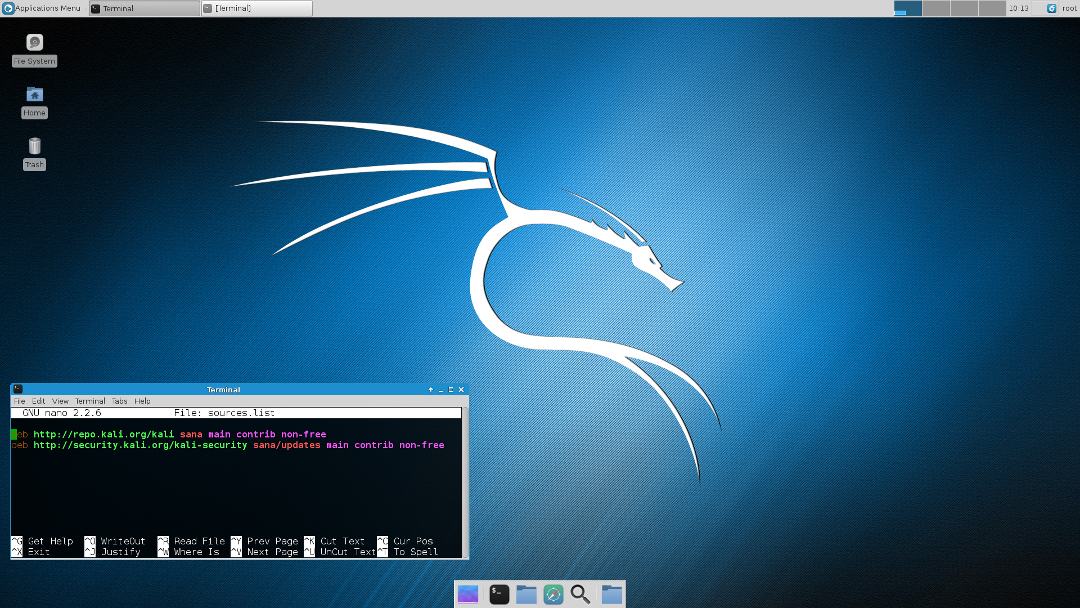 Applications Menu
Terminal
[Terminal]
10:13
root
File System
Home
Trash
Terminal
File Edit View Terminal Tabs Help
GNU nano 2.2.6 File: sources.list
deb http://repo.kali.org/kali sana main contrib non-free
deb http://security.kali.org/kali-security sana/updates main contrib non-free
^G Get Help ^O WriteOut ^R Read File ^Y Prev Page ^K Cut Text ^C Cur Pos
^X Exit ^J Justify ^W Where Is ^V Next Page ^U UnCut Text ^T To Spell